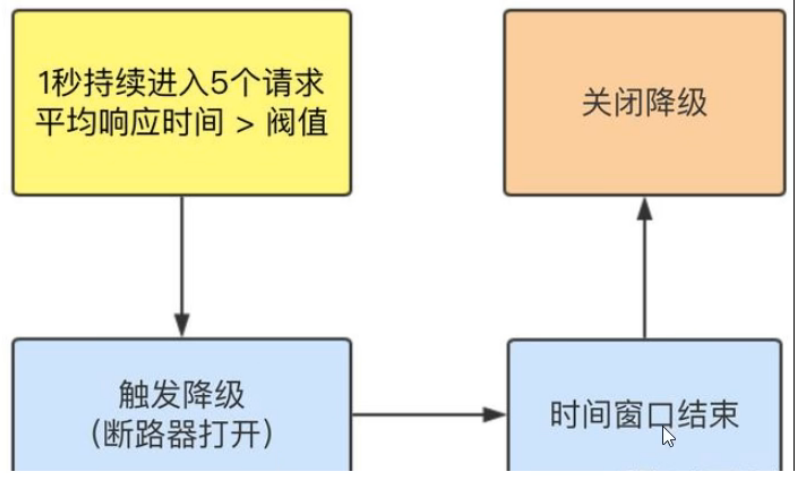 1秒持续进入5个请求
平均响应时间 > 阀值
关闭降级
触发降级
(断路器打开)
时间窗口结束